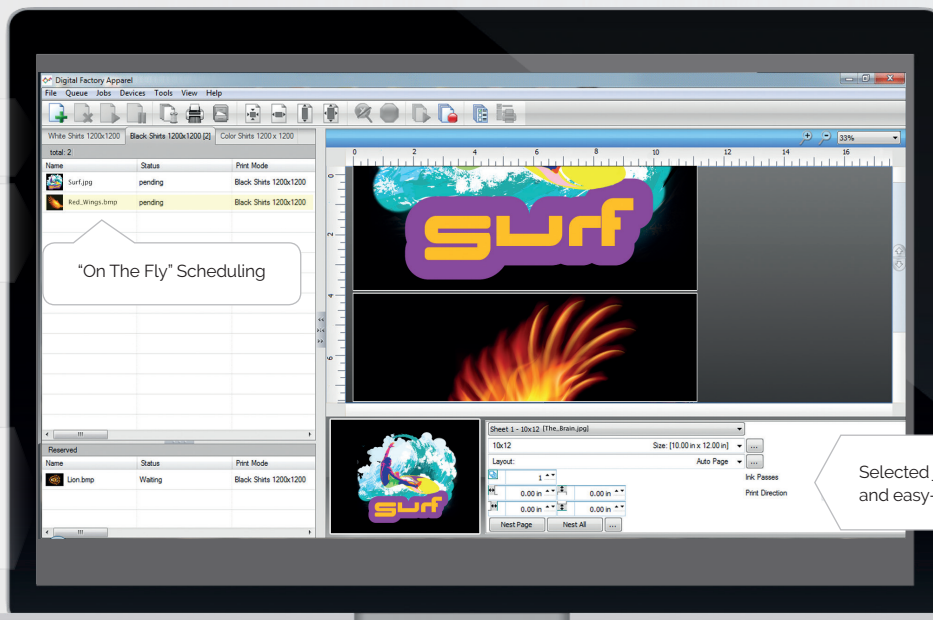 Digital Factory Apparel
File Queue Jobs Devices Tools View Help
White Shirts 1200x1200 Black Shirts 1200x1200 [2] Color Shirts 1200 x 1200
total: 2
Name Status Print Mode
Surf.jpg pending Black Shirts 1200x1200
Red_Wings.bmp pending Black Shirts 1200x1200
“On The Fly” Scheduling
Reserved
Name Status Print Mode
Lion.bmp Waiting Black Shirts 1200x1200
33%
0 2 4 6 8 10 12 14 16
0
2
4
6
surf
surf
Sheet 1 - 10x12 [The_Brain.jpg]
10x12 Size: [10.00 in x 12.00 in] ...
Layout: Auto Page ...
1 Ink Passes
0.00 in 0.00 in Print Direction
0.00 in 0.00 in
Nest Page Nest All ...
Selected
and easy-